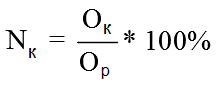 Nк = Oк / Oр * 100%